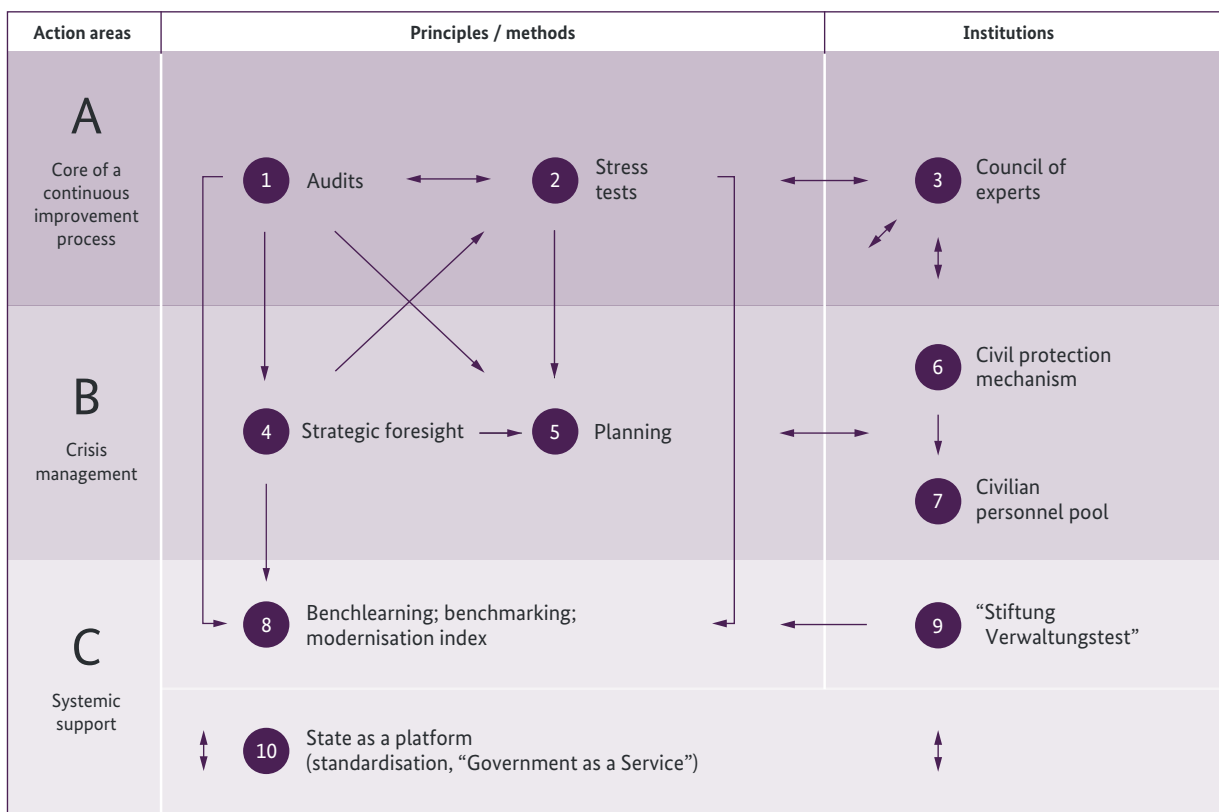 Action areas
Principles / methods
Institutions
A
Core of a
continuous
improvement
process
1
Audits
2
Stress
tests
3
Council of
experts
B
Crisis
management
4
Strategic foresight
5
Planning
6
Civil protection
mechanism
7
Civilian
personnel pool
C
Systemic
support
8
Benchlearning; benchmarking;
modernisation index
9
“Stiftung
Verwaltungstest”
10
State as a platform
(standardisation, “Government as a Service”)